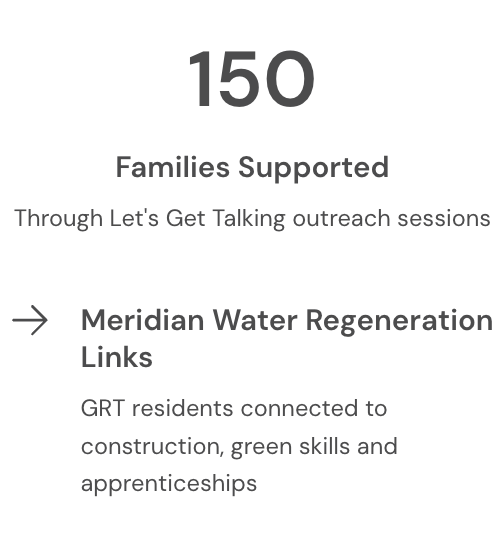 150
Families Supported
Through Let's Get Talking outreach sessions
Meridian Water Regeneration
Links
GRT residents connected to
construction, green skills and
apprenticeships